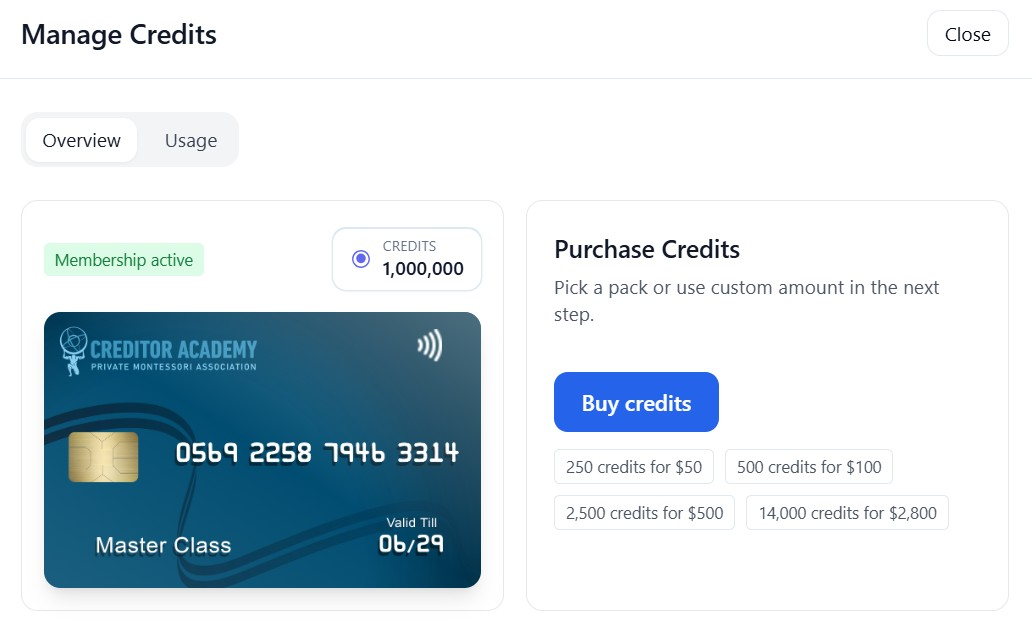 Manage Credits
Close
Overview
Usage
Membership active
CREDITS
1,000,000
CREDITOR ACADEMY
PRIVATE MONTESSORI ASSOCIATION
0569 2258 7946 3314
Valid Till
06/29
Master Class
Purchase Credits
Pick a pack or use custom amount in the next
step.
Buy credits
250 credits for $50
500 credits for $100
2,500 credits for $500
14,000 credits for $2,800